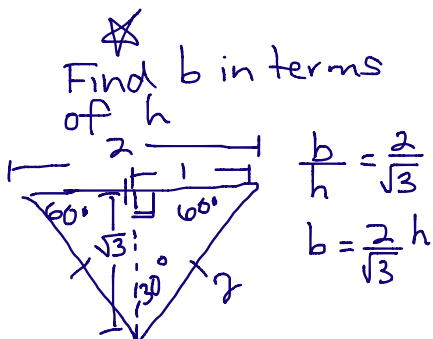 Find b in terms
of h
2
1
60°
60°
√3
30°
2
b/h = 2/√3
b = 2/√3 h